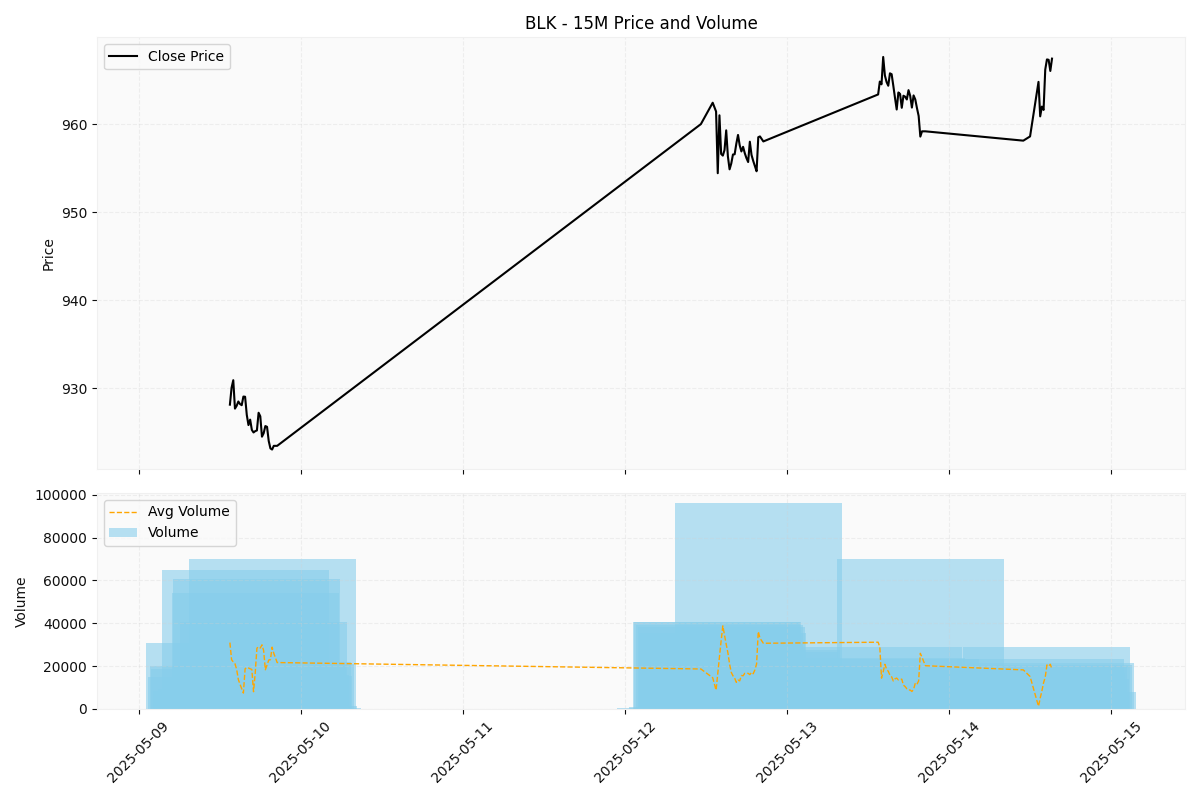 BLK - 15M Price and Volume
Close Price
960
950
940
930
Price
100000
80000
60000
40000
20000
0
Volume
Avg Volume
Volume
2025-05-09
2025-05-10
2025-05-11
2025-05-12
2025-05-13
2025-05-14
2025-05-15